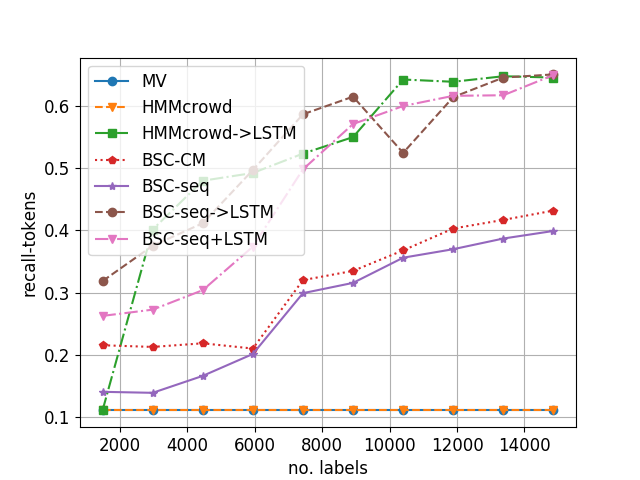 MV
HMMcrowd
HMMcrowd->LSTM
BSC-CM
BSC-seq
BSC-seq->LSTM
BSC-seq+LSTM
recall-tokens
0.6
0.5
0.4
0.3
0.2
0.1
2000 4000 6000 8000 10000 12000 14000
no. labels